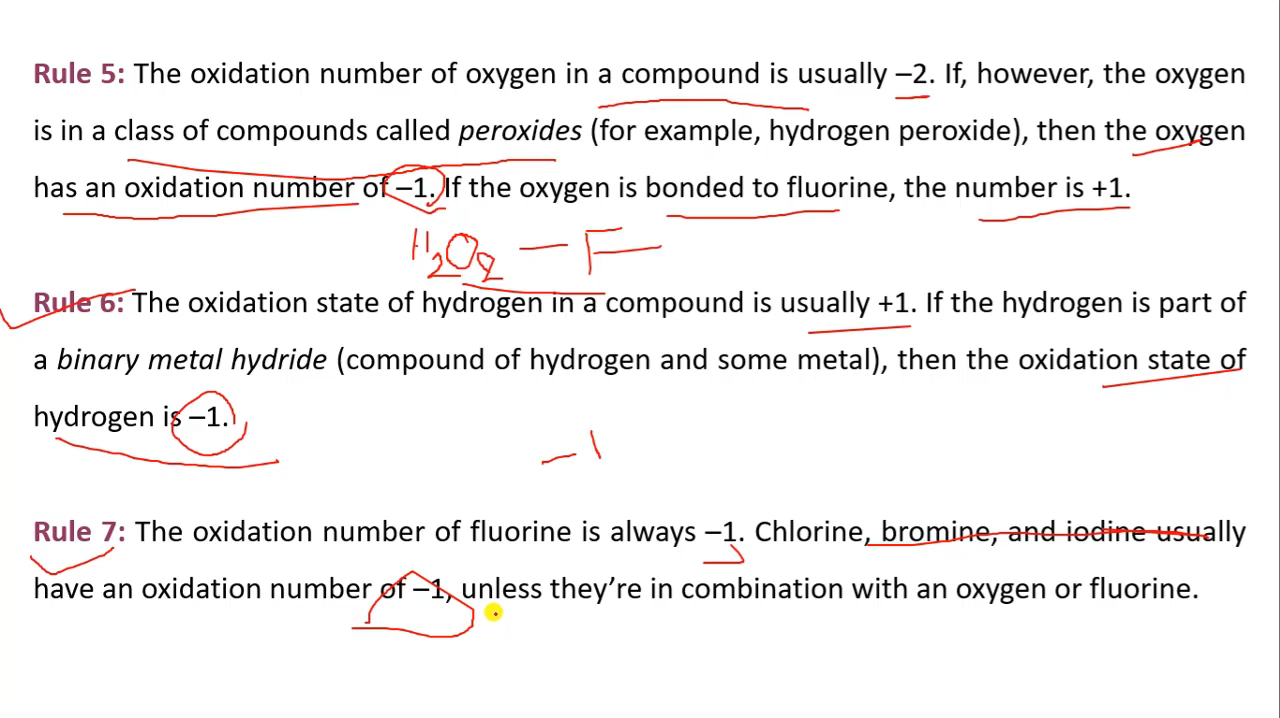 Rule 5: The oxidation number of oxygen in a compound is usually –2. If, however, the oxygen
is in a class of compounds called peroxides (for example, hydrogen peroxide), then the oxygen
has an oxidation number of –1. If the oxygen is bonded to fluorine, the number is +1.
H2O2 — F
Rule 6: The oxidation state of hydrogen in a compound is usually +1. If the hydrogen is part of
a binary metal hydride (compound of hydrogen and some metal), then the oxidation state of
hydrogen is –1.
–1
Rule 7: The oxidation number of fluorine is always –1. Chlorine, bromine, and iodine usually
have an oxidation number of –1, unless they’re in combination with an oxygen or fluorine.